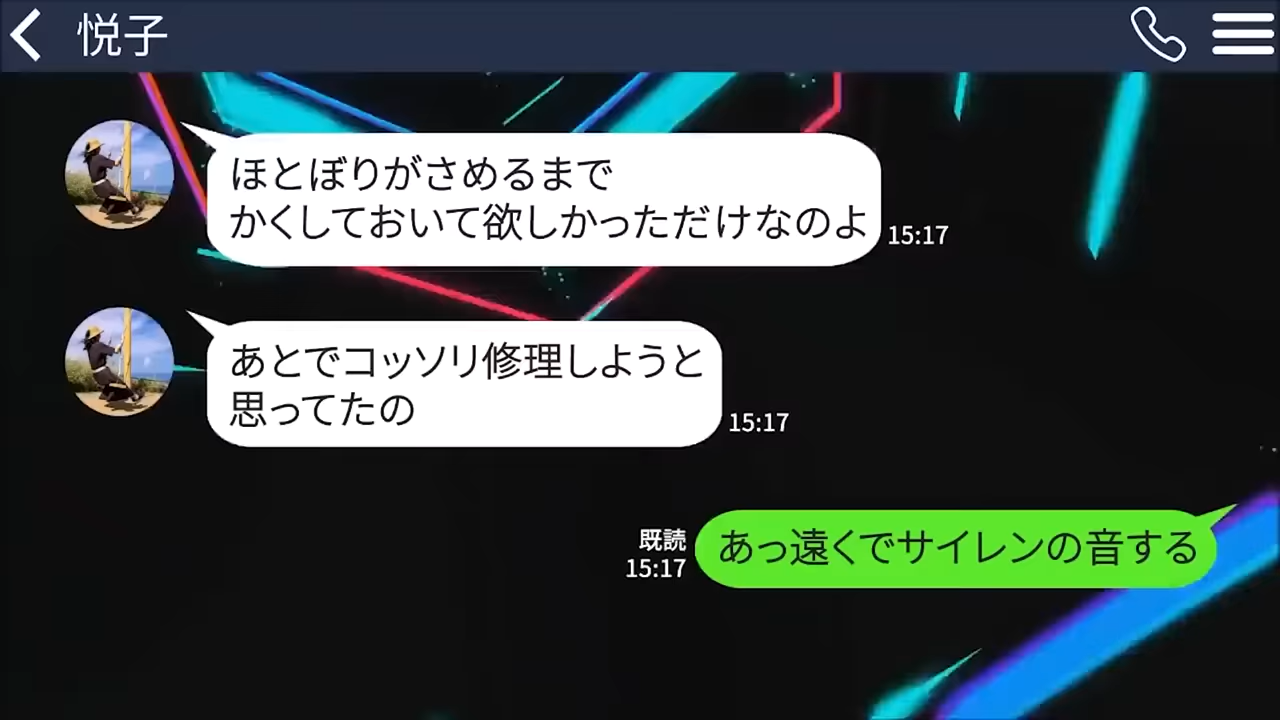 悦子
ほとぼりがさめるまで
かくしておいて欲しかっただけなのよ
15:17
あとでコッソリ修理しようと
思ってたの
15:17
既読
15:17
あっ遠くでサイレンの音する